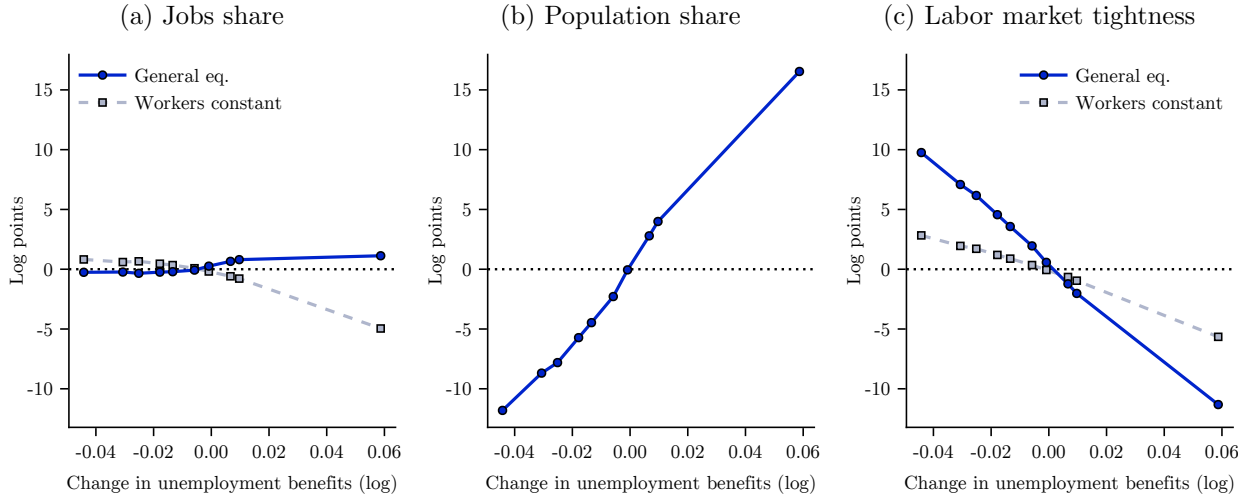 (a) Jobs share
General eq.
Workers constant
Log points
15
10
5
0
-5
-10
-0.04 -0.02 0.00 0.02 0.04 0.06
Change in unemployment benefits (log)
(b) Population share
Log points
15
10
5
0
-5
-10
-0.04 -0.02 0.00 0.02 0.04 0.06
Change in unemployment benefits (log)
(c) Labor market tightness
General eq.
Workers constant
Log points
15
10
5
0
-5
-10
-0.04 -0.02 0.00 0.02 0.04 0.06
Change in unemployment benefits (log)